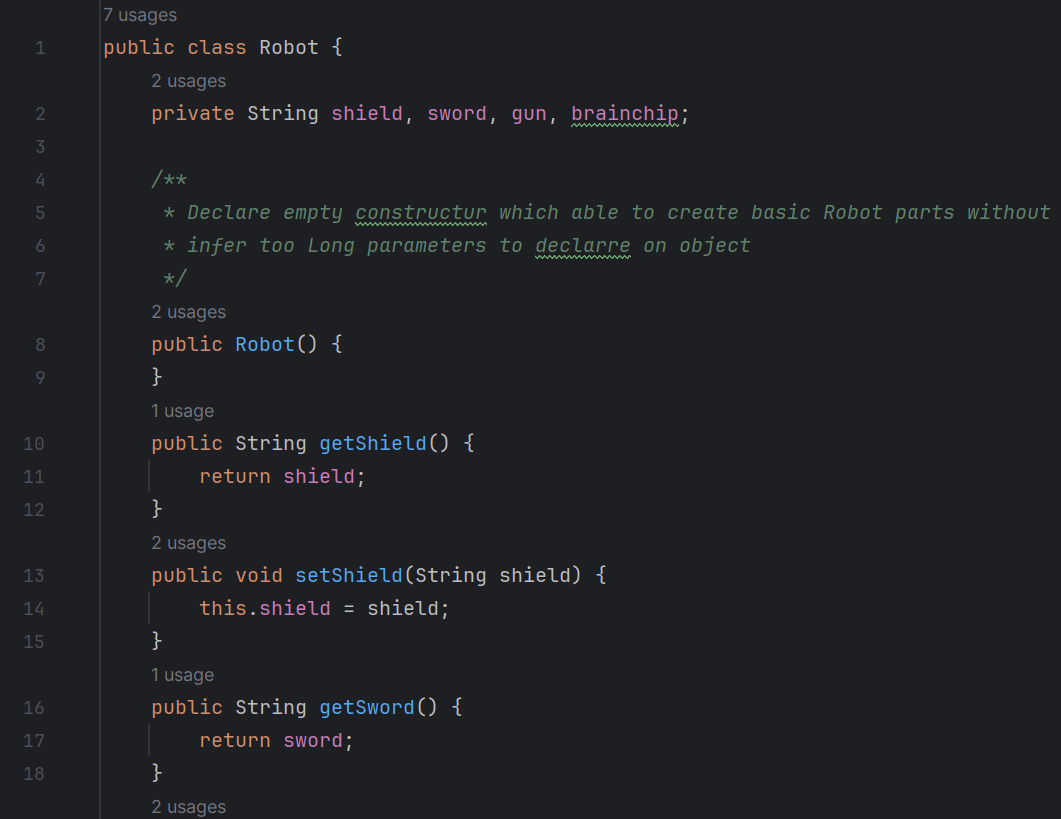 7 usages
1 public class Robot {
2 usages
2 private String shield, sword, gun, brainchip;
3
4 /**
5 * Declare empty constructur which able to create basic Robot parts without
6 * infer too Long parameters to declarre on object
7 */
2 usages
8 public Robot() {
9 }
1 usage
10 public String getShield() {
11 return shield;
12 }
2 usages
13 public void setShield(String shield) {
14 this.shield = shield;
15 }
1 usage
16 public String getSword() {
17 return sword;
18 }
2 usages